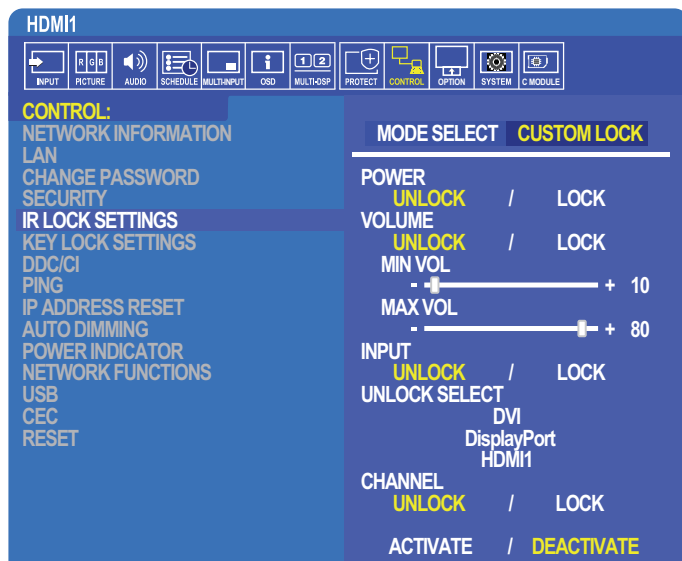 HDMI1
INPUT RGB PICTURE AUDIO SCHEDULE MULTI-INPUT i OSD 1 2 MULTI-DSP PROTECT CONTROL OPTION SYSTEM C MODULE
CONTROL:
NETWORK INFORMATION
LAN
CHANGE PASSWORD
SECURITY
IR LOCK SETTINGS
KEY LOCK SETTINGS
DDC/CI
PING
IP ADDRESS RESET
AUTO DIMMING
POWER INDICATOR
NETWORK FUNCTIONS
USB
CEC
RESET
MODE SELECT CUSTOM LOCK
POWER
UNLOCK / LOCK
VOLUME
UNLOCK / LOCK
MIN VOL
- + 10
MAX VOL
- + 80
INPUT
UNLOCK / LOCK
UNLOCK SELECT
DVI
DisplayPort
HDMI1
CHANNEL
UNLOCK / LOCK
ACTIVATE / DEACTIVATE